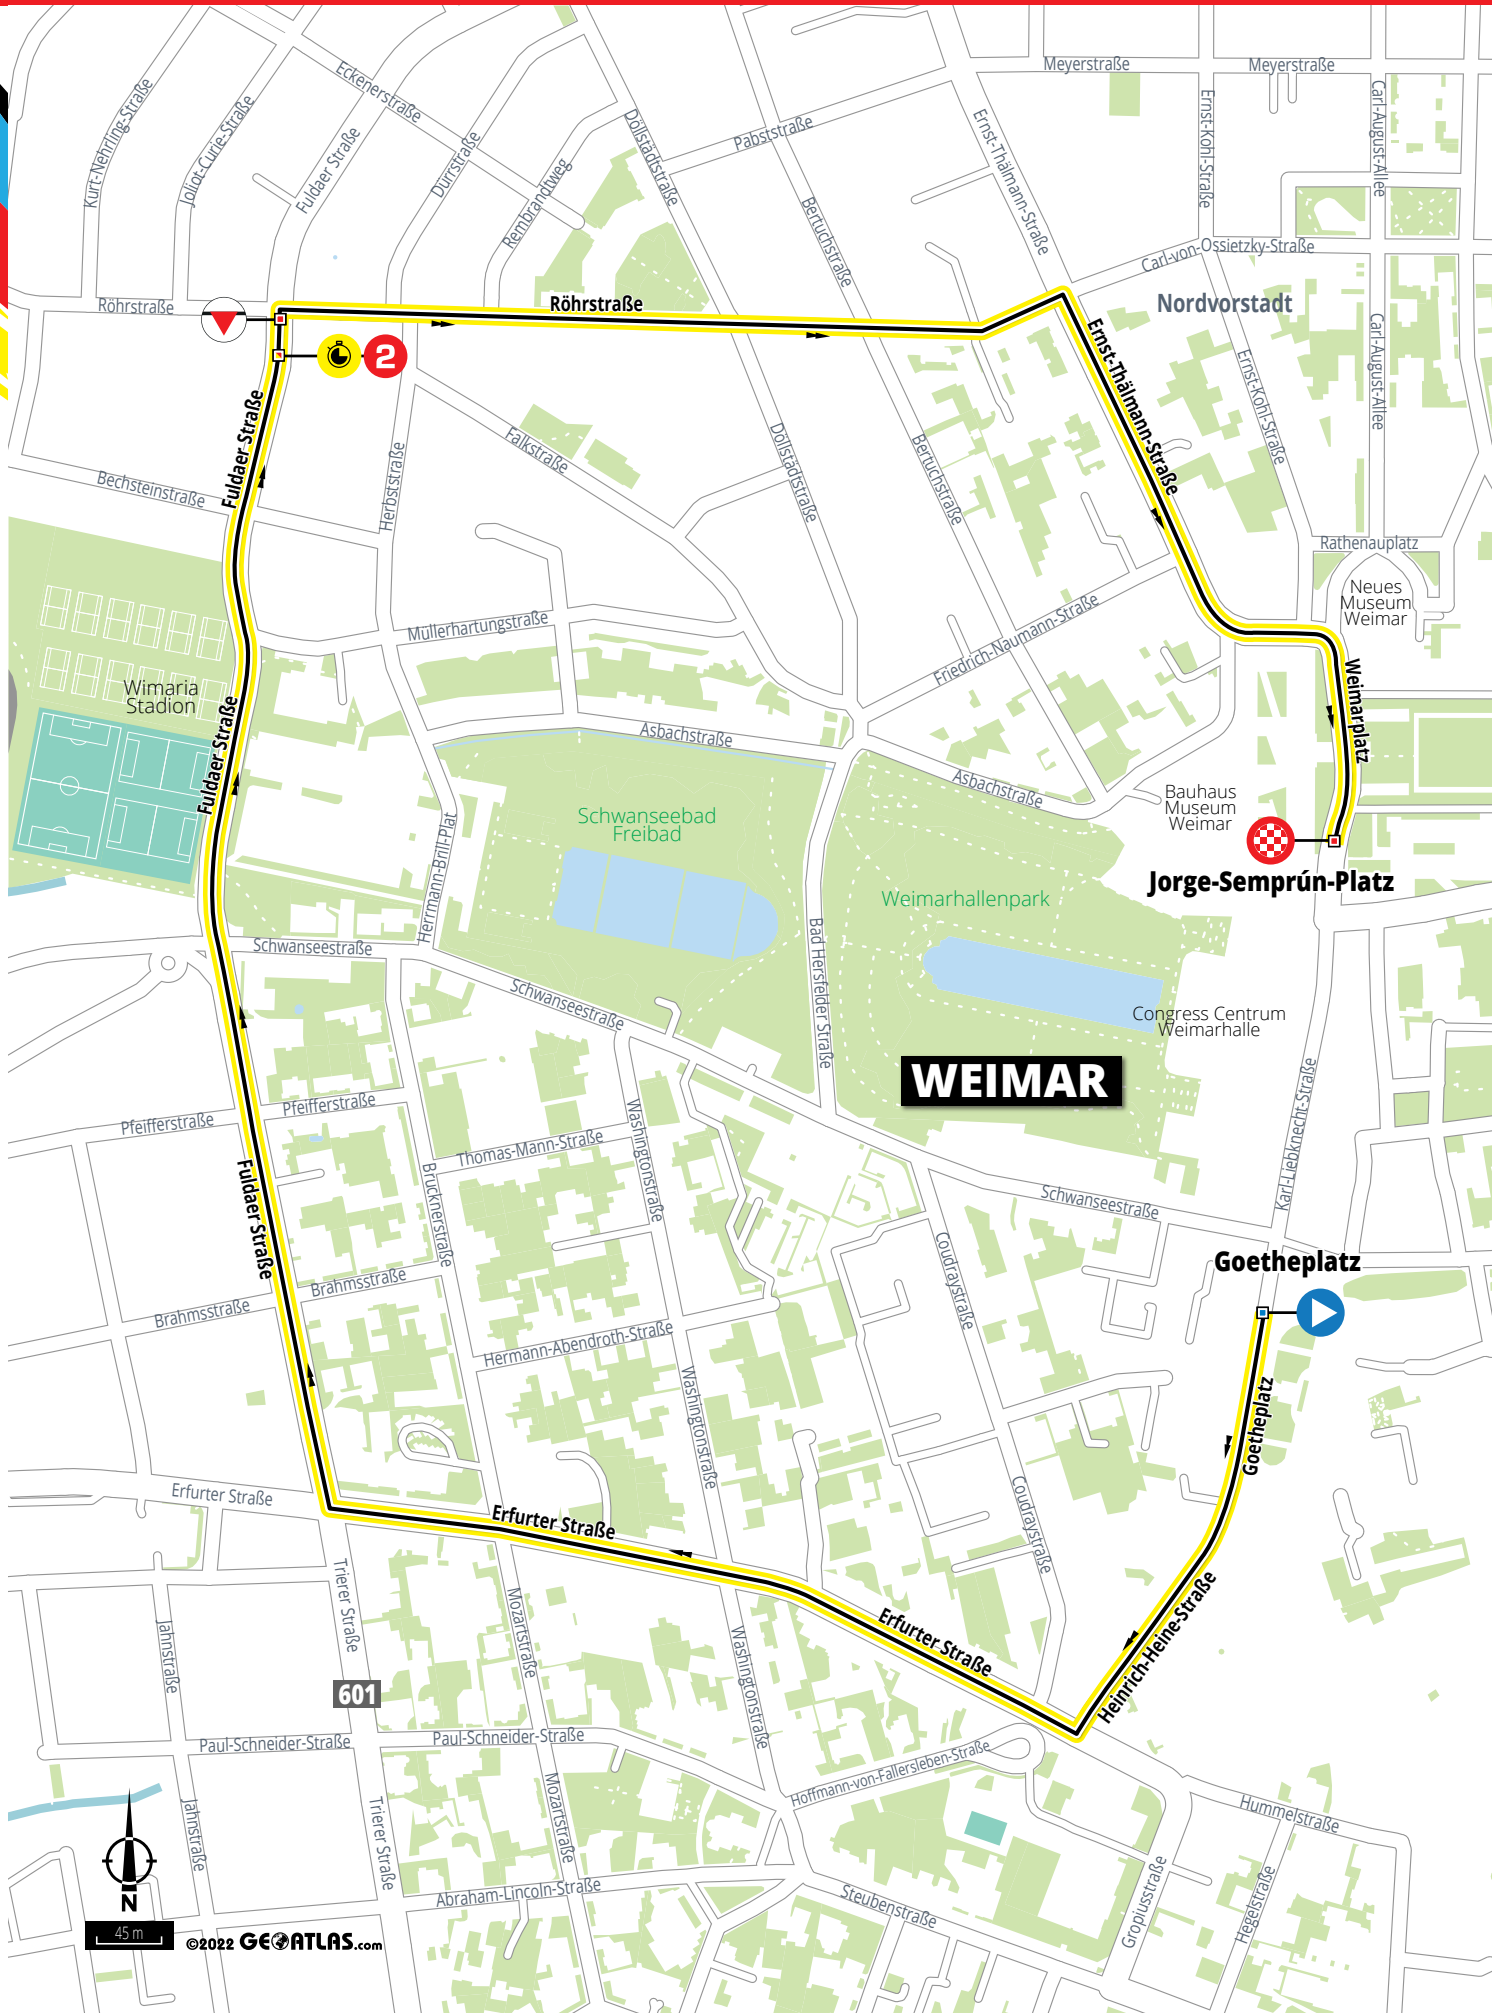 Meyerstraße
Meyerstraße
Eckenerstraße
Kurt-Nehrling-Straße
Joliot-Curie-Straße
Fuldaer Straße
Dürrstraße
Rembrandtweg
Döllstädtstraße
Pabststraße
Ernst-Thälmann-Straße
Ernst-Kohl-Straße
Carl-August-Allee
Bertuchstraße
Carl-von-Ossietzky-Straße
Röhrstraße
Röhrstraße
Nordvorstadt
2
Ernst-Thälmann-Straße
Ernst-Kohl-Straße
Carl-August-Allee
Fuldaer Straße
Bechsteinstraße
Herbststraße
Falkstraße
Döllstädtstraße
Bertuchstraße
Rathenauplatz
Neues
Museum
Weimar
Müllerhartungstraße
Friedrich-Naumann-Straße
Wimaria
Stadion
Fuldaer Straße
Asbachstraße
Asbachstraße
Weimarplatz
Schwanseebad
Freibad
Bauhaus
Museum
Weimar
Jorge-Semprún-Platz
Herrmann-Brill-Plat
Weimarhallenpark
Bad Hersfelder Straße
Schwanseestraße
Schwanseestraße
Congress Centrum
Weimarhalle
WEIMAR
Pfeifferstraße
Pfeifferstraße
Thomas-Mann-Straße
Washingtonstraße
Karl-Liebknecht-Straße
Fuldaer Straße
Brucknerstraße
Schwanseestraße
Coudraystraße
Goetheplatz
Brahmsstraße
Brahmsstraße
Hermann-Abendroth-Straße
Washingtonstraße
Goetheplatz
Erfurter Straße
Erfurter Straße
Coudraystraße
Trierer Straße
Mozartstraße
Jahnstraße
Washingtonstraße
Erfurter Straße
Heinrich-Heine-Straße
601
Paul-Schneider-Straße
Paul-Schneider-Straße
Hoffmann-von-Fallersleben-Straße
Hummelstraße
Jahnstraße
Trierer Straße
Mozartstraße
Abraham-Lincoln-Straße
Steubenstraße
Gropiusstraße
Hegelstraße
N
45 m
©2022 GEOATLAS.com